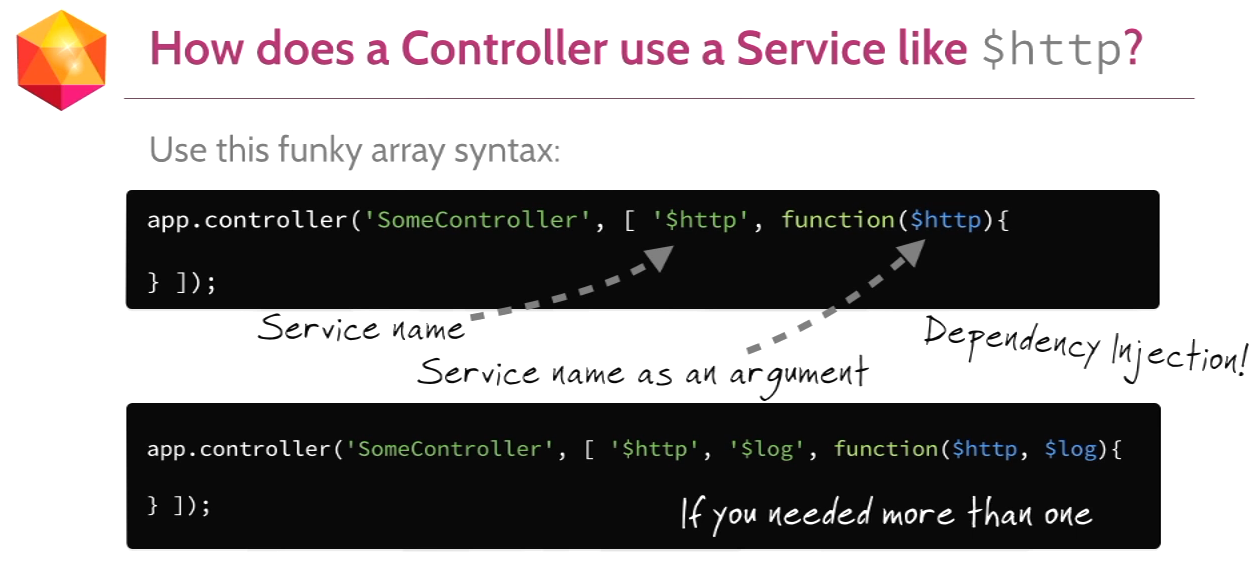 How does a Controller use a Service like $http?
Use this funky array syntax:
app.controller('SomeController', [ '$http', function($http){
} ]);
Service name
Service name as an argument
Dependency Injection!
app.controller('SomeController', [ '$http', '$log', function($http, $log){
} ]);
If you needed more than one